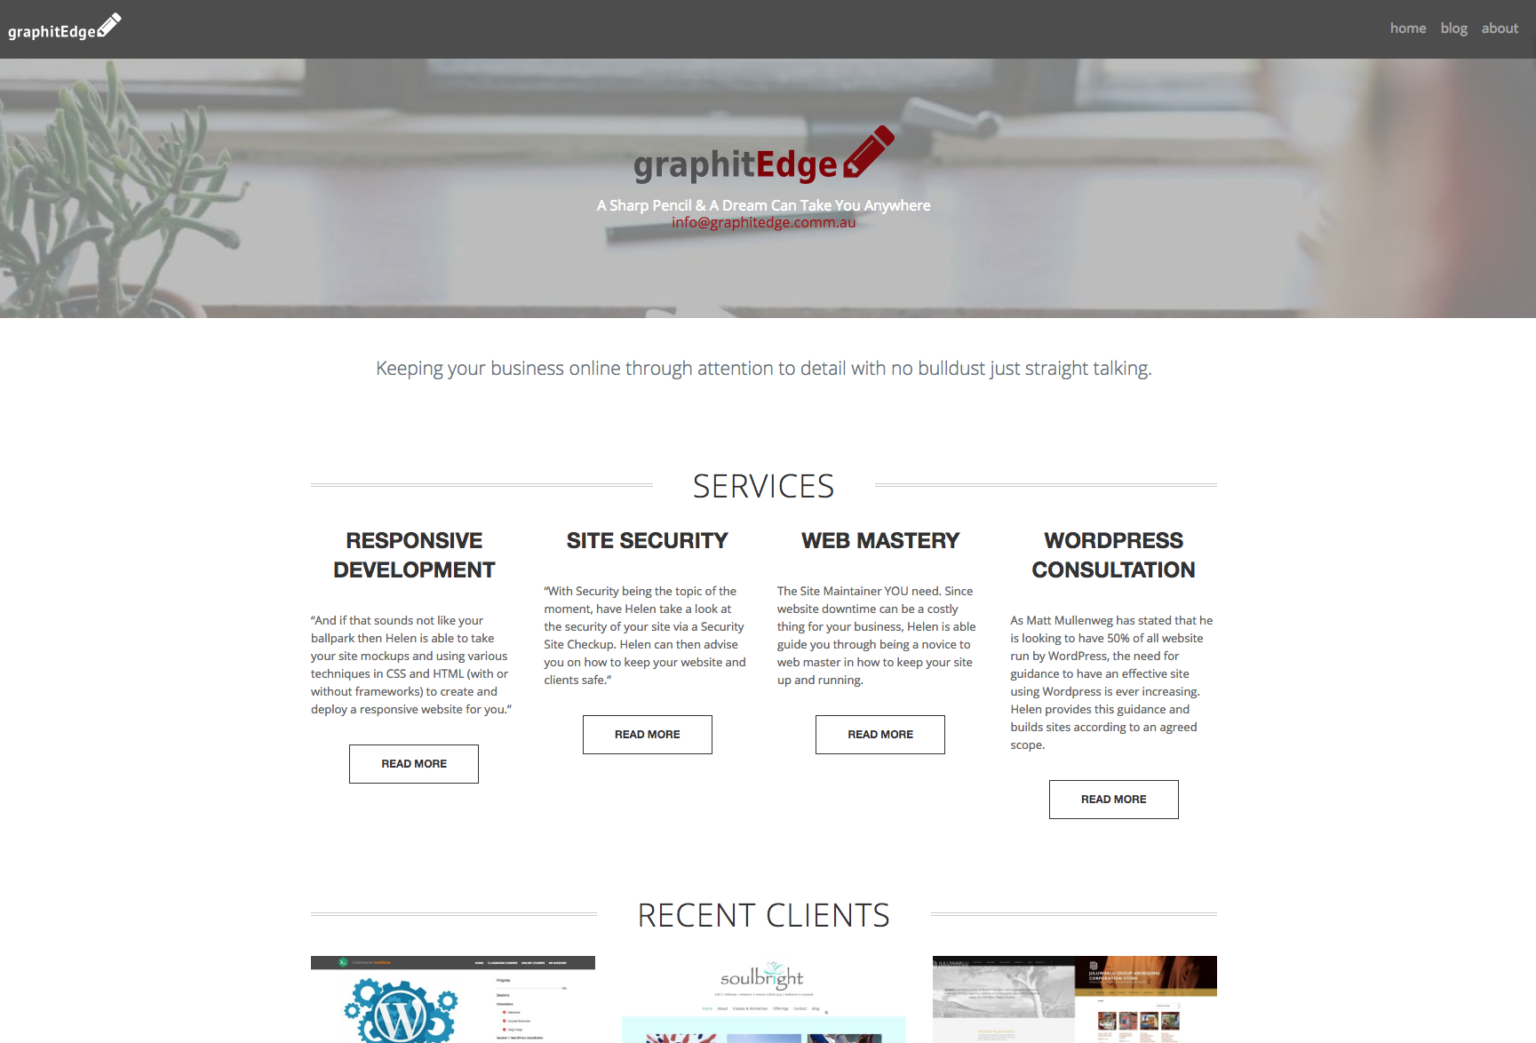 graphitEdge
home blog about
graphitEdge
A Sharp Pencil & A Dream Can Take You Anywhere
info@graphitedge.comm.au
Keeping your business online through attention to detail with no bulldust just straight talking.
SERVICES
RESPONSIVE
DEVELOPMENT
“And if that sounds not like your
ballpark then Helen is able to take
your site mockups and using various
techniques in CSS and HTML (with or
without frameworks) to create and
deploy a responsive website for you.”
READ MORE
SITE SECURITY
“With Security being the topic of the
moment, have Helen take a look at
the security of your site via a Security
Site Checkup. Helen can then advise
you on how to keep your website and
clients safe.”
READ MORE
WEB MASTERY
The Site Maintainer YOU need. Since
website downtime can be a costly
thing for your business, Helen is able
guide you through being a novice to
web master in how to keep your site
up and running.
READ MORE
WORDPRESS
CONSULTATION
As Matt Mullenweg has stated that he
is looking to have 50% of all website
run by WordPress, the need for
guidance to have an effective site
using Wordpress is ever increasing.
Helen provides this guidance and
builds sites according to an agreed
scope.
READ MORE
RECENT CLIENTS
soulbright